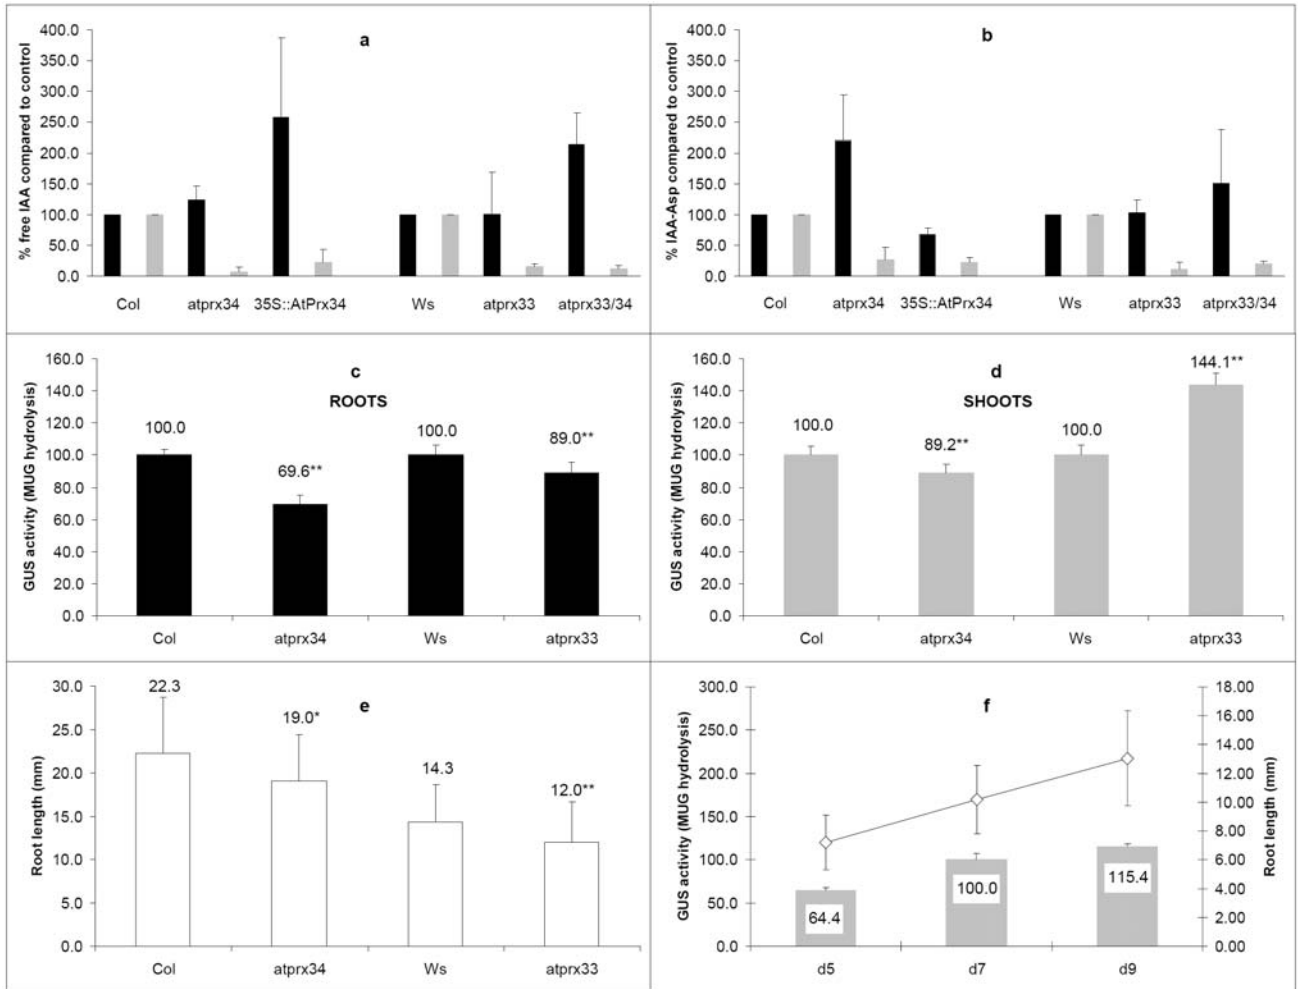 a
% free IAA compared to control
400.0
350.0
300.0
250.0
200.0
150.0
100.0
50.0
0.0
Col
atprx34
35S::AtPrx34
Ws
atprx33
atprx33/34
b
% IAA-Asp compared to control
400.0
350.0
300.0
250.0
200.0
150.0
100.0
50.0
0.0
Col
atprx34
35S::AtPrx34
Ws
atprx33
atprx33/34
c
ROOTS
GUS activity (MUG hydrolysis)
160.0
140.0
120.0
100.0
80.0
60.0
40.0
20.0
0.0
100.0
69.6**
100.0
89.0**
Col
atprx34
Ws
atprx33
d
SHOOTS
GUS activity (MUG hydrolysis)
160.0
140.0
120.0
100.0
80.0
60.0
40.0
20.0
0.0
100.0
89.2**
100.0
144.1**
Col
atprx34
Ws
atprx33
e
Root length (mm)
30.0
25.0
20.0
15.0
10.0
5.0
0.0
22.3
19.0*
14.3
12.0**
Col
atprx34
Ws
atprx33
f
GUS activity (MUG hydrolysis)
300.0
250.0
200.0
150.0
100.0
50.0
0.0
64.4
100.0
115.4
d5
d7
d9
18.00
16.00
14.00
12.00
10.00
8.00
6.00
4.00
2.00
0.00
Root length (mm)